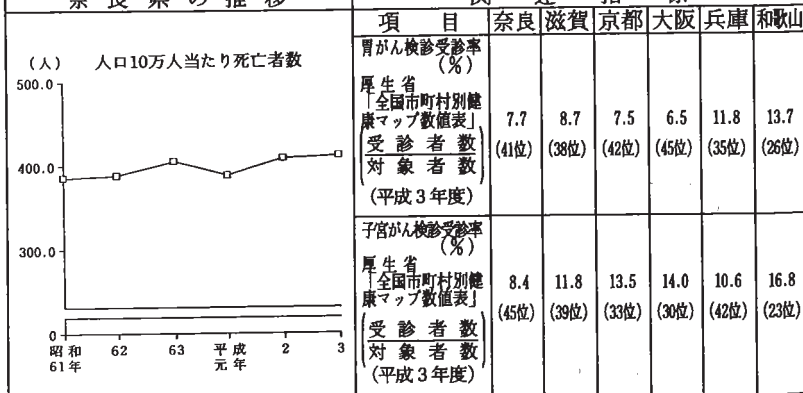 奈良県の推移
関連指標
(人) 人口10万人当たり死亡者数
500.0
400.0
300.0
0
昭和61年 62 63 平成元年 2 3
項目 奈良 滋賀 京都 大阪 兵庫 和歌山
胃がん検診受診率
(%)
厚生省
「全国市町村別健
康マップ数値表」
受診者数
対象者数
(平成3年度)
7.7 8.7 7.5 6.5 11.8 13.7
(41位) (38位) (42位) (45位) (35位) (26位)
子宮がん検診受診率
(%)
厚生省
「全国市町村別健
康マップ数値表」
受診者数
対象者数
(平成3年度)
8.4 11.8 13.5 14.0 10.6 16.8
(45位) (39位) (33位) (30位) (42位) (23位)